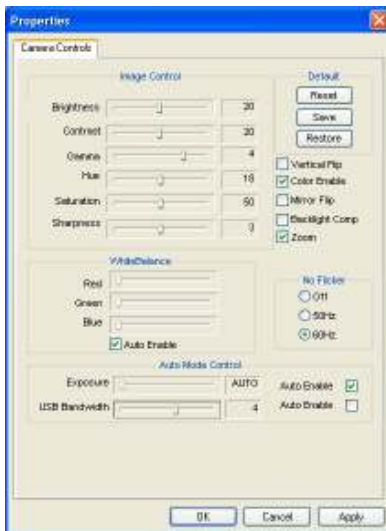 Properties
Camera Controls
Image Control
Default
Brightness 20
Contrast 20
Gamma 4
Hue 18
Saturation 50
Sharpness 3
Reset
Save
Restore
Vertical Flip
Color Enable
Mirror Flip
Backlight Comp
Zoom
WhiteBalance
Red
Green
Blue
Auto Enable
No Flicker
Off
50Hz
60Hz
Auto Mode Control
Exposure AUTO Auto Enable
USB Bandwidth 4 Auto Enable
OK Cancel Apply